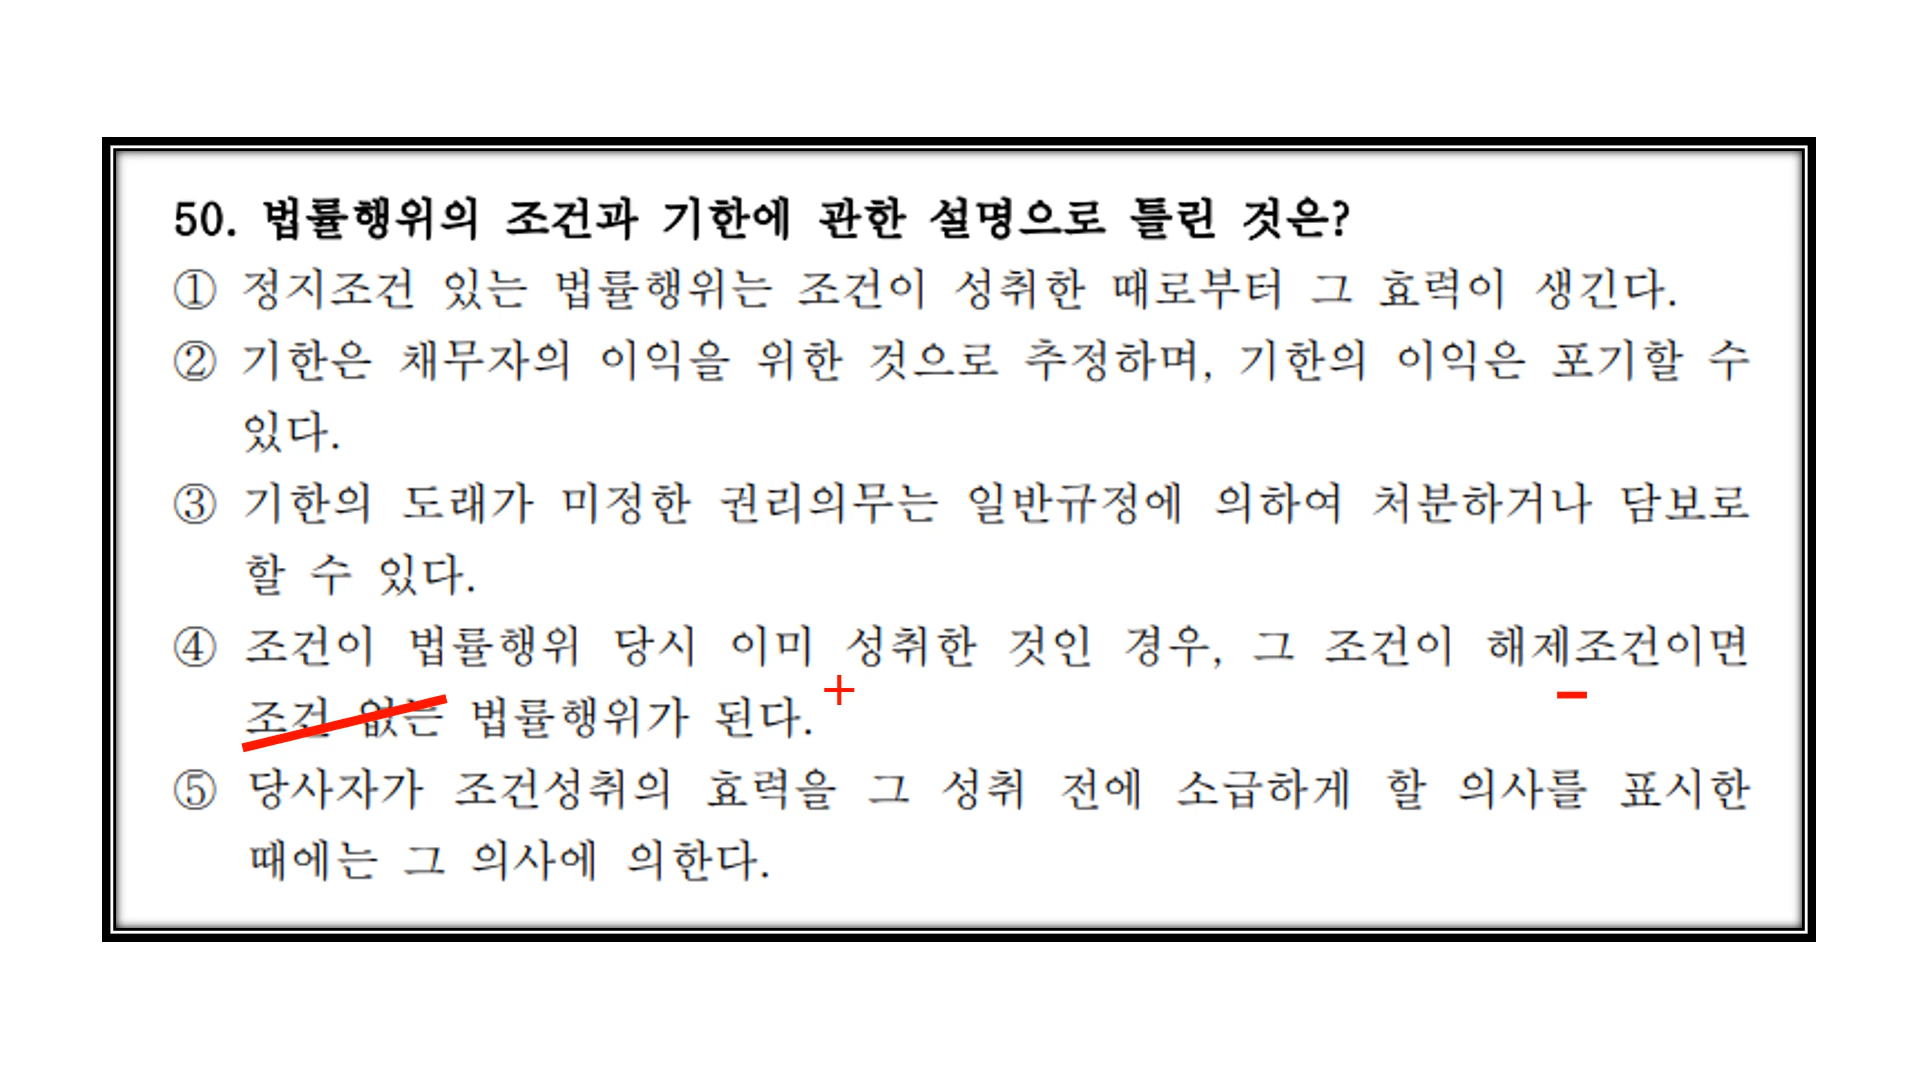 50. 법률행위의 조건과 기한에 관한 설명으로 틀린 것은?
① 정지조건 있는 법률행위는 조건이 성취한 때로부터 그 효력이 생긴다.
② 기한은 채무자의 이익을 위한 것으로 추정하며, 기한의 이익은 포기할 수
있다.
③ 기한의 도래가 미정한 권리의무는 일반규정에 의하여 처분하거나 담보로
할 수 있다.
④ 조건이 법률행위 당시 이미 성취한 것인 경우, 그 조건이 해제조건이면
+ −
조건 없는 법률행위가 된다.
⑤ 당사자가 조건성취의 효력을 그 성취 전에 소급하게 할 의사를 표시한
때에는 그 의사에 의한다.